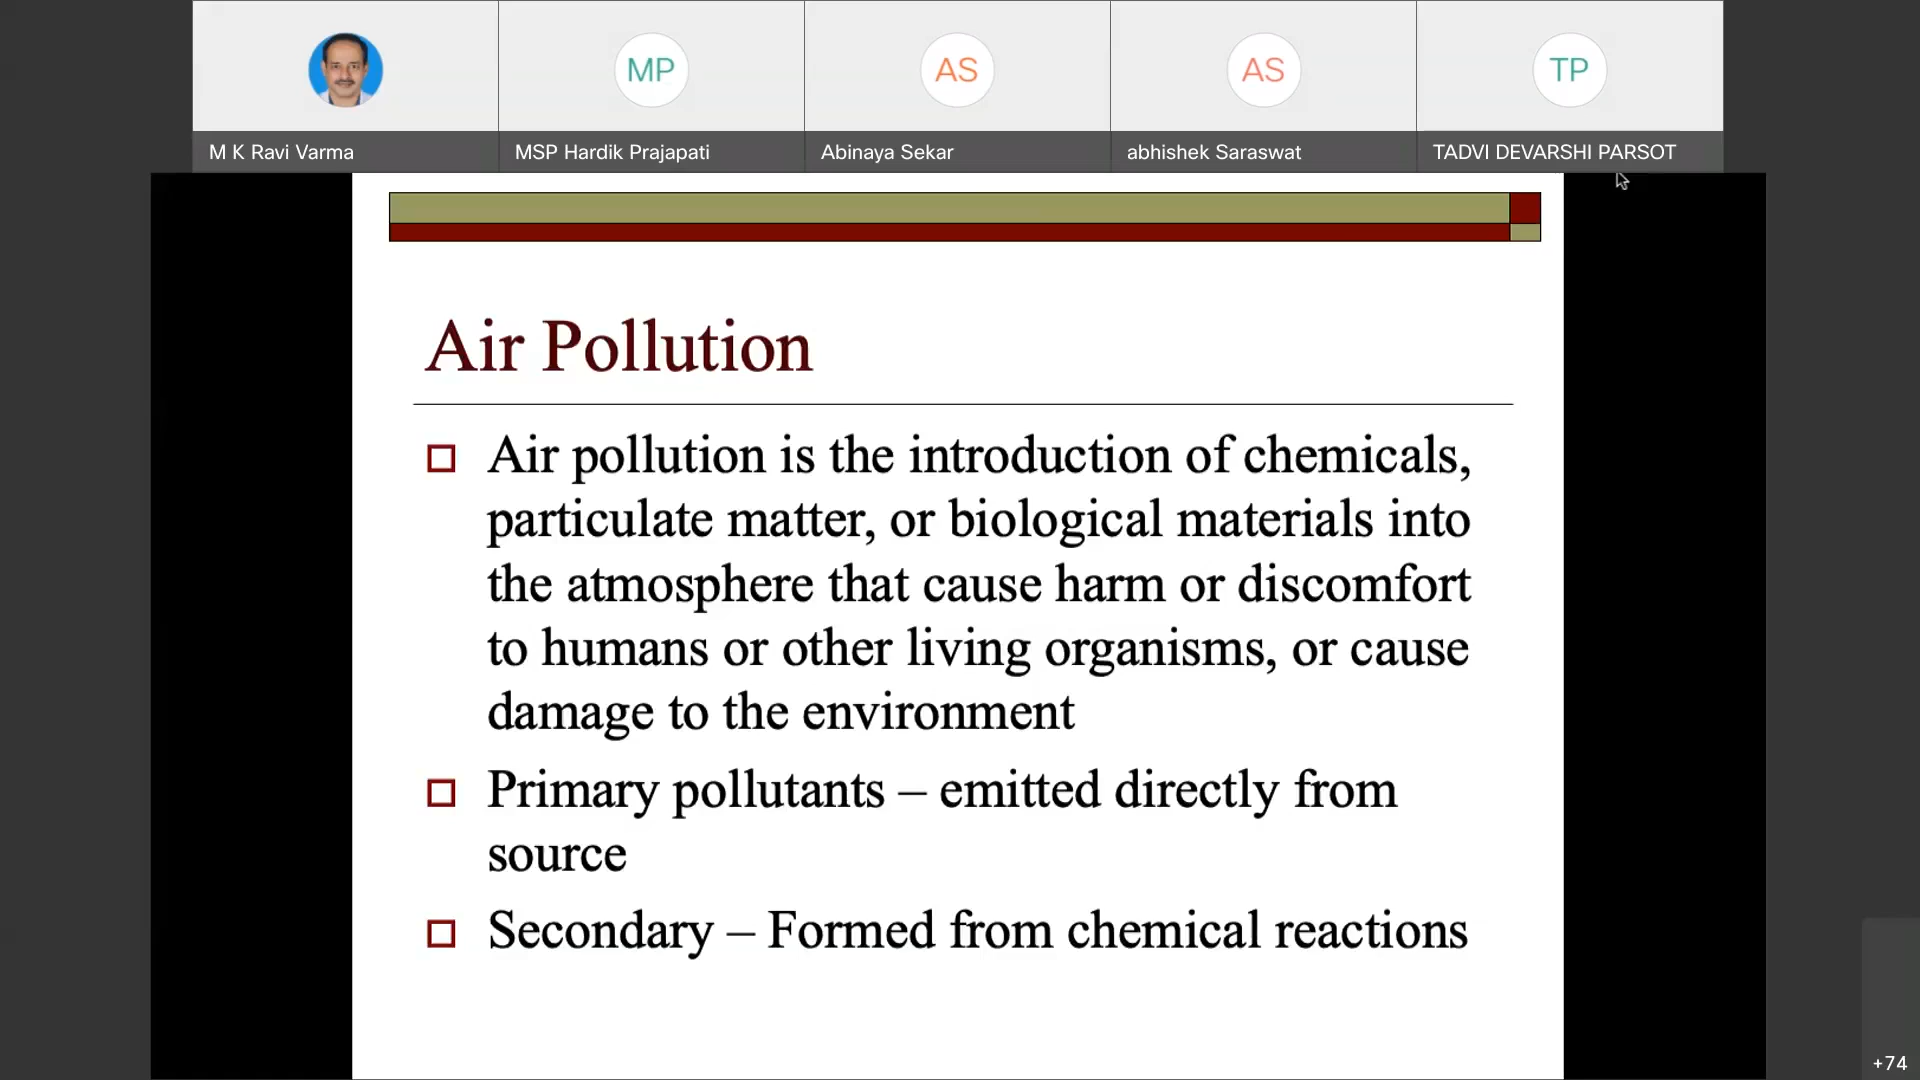 MP
AS
AS
TP
M K Ravi Varma
MSP Hardik Prajapati
Abinaya Sekar
abhishek Saraswat
TADVI DEVARSHI PARSOT
Air Pollution
Air pollution is the introduction of chemicals,
particulate matter, or biological materials into
the atmosphere that cause harm or discomfort
to humans or other living organisms, or cause
damage to the environment
Primary pollutants – emitted directly from
source
Secondary – Formed from chemical reactions
+74